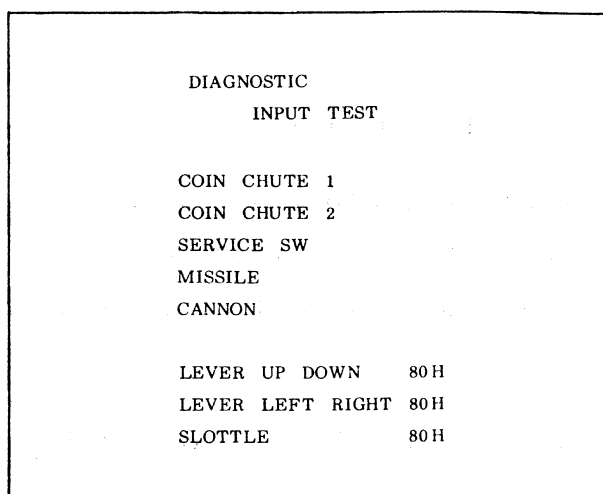 DIAGNOSTIC
INPUT TEST
COIN CHUTE 1
COIN CHUTE 2
SERVICE SW
MISSILE
CANNON
LEVER UP DOWN 80H
LEVER LEFT RIGHT 80H
SLOTTLE 80H